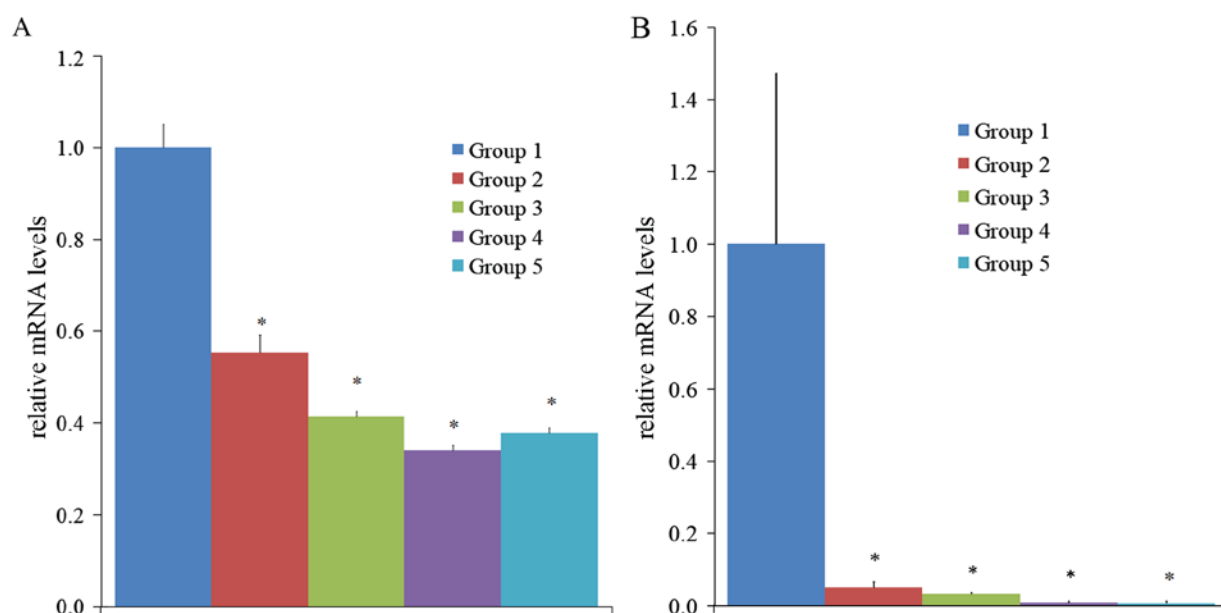 A
relative mRNA levels
1.2
1.0
0.8
0.6
0.4
0.2
0.0
*
*
*
*
Group 1
Group 2
Group 3
Group 4
Group 5
B
relative mRNA levels
1.6
1.4
1.2
1.0
0.8
0.6
0.4
0.2
0.0
*
*
*
*
Group 1
Group 2
Group 3
Group 4
Group 5